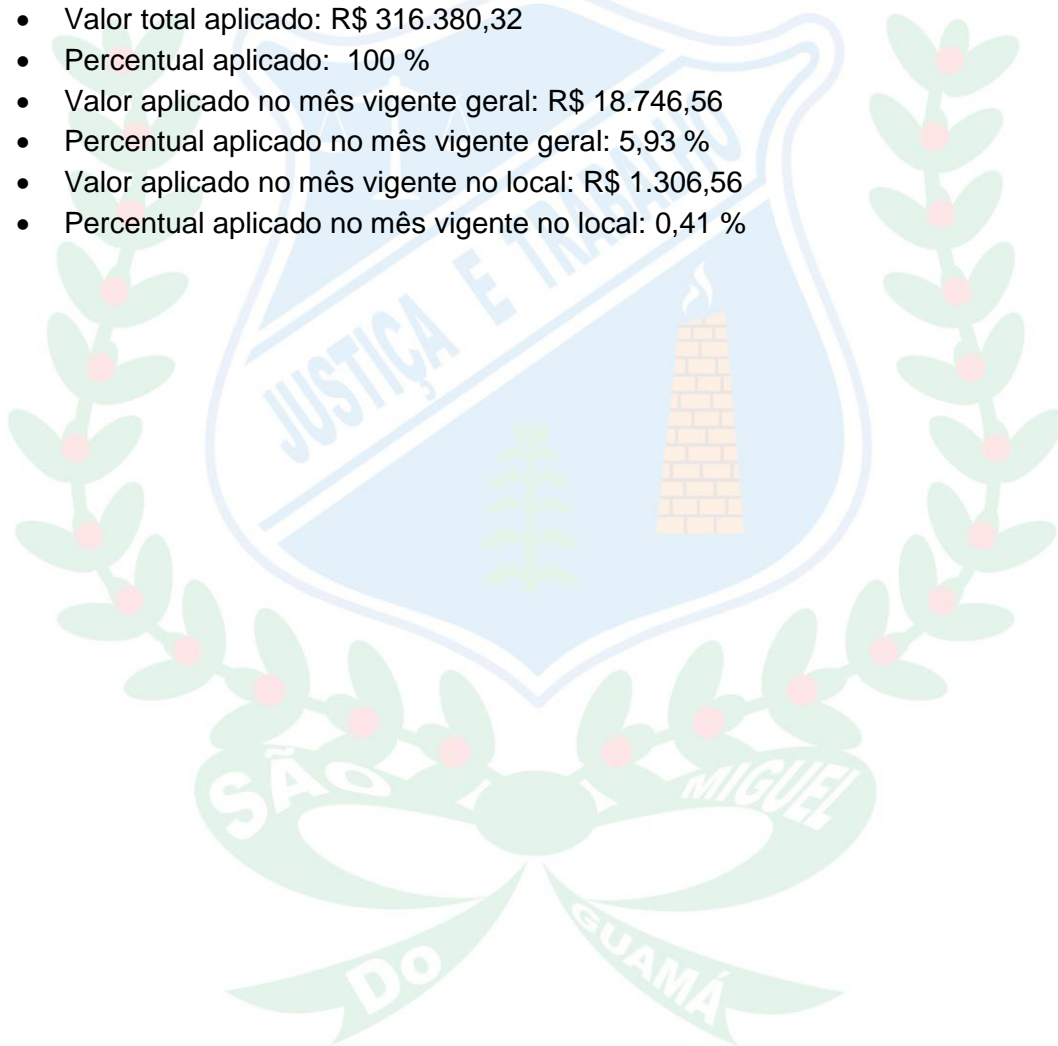 • Valor total aplicado: R$ 316.380,32
• Percentual aplicado: 100 %
• Valor aplicado no mês vigente geral: R$ 18.746,56
• Percentual aplicado no mês vigente geral: 5,93 %
• Valor aplicado no mês vigente no local: R$ 1.306,56
• Percentual aplicado no mês vigente no local: 0,41 %
JUSTIÇA E TRABALHO
SÃO MIGUEL
DO GUAMÁ